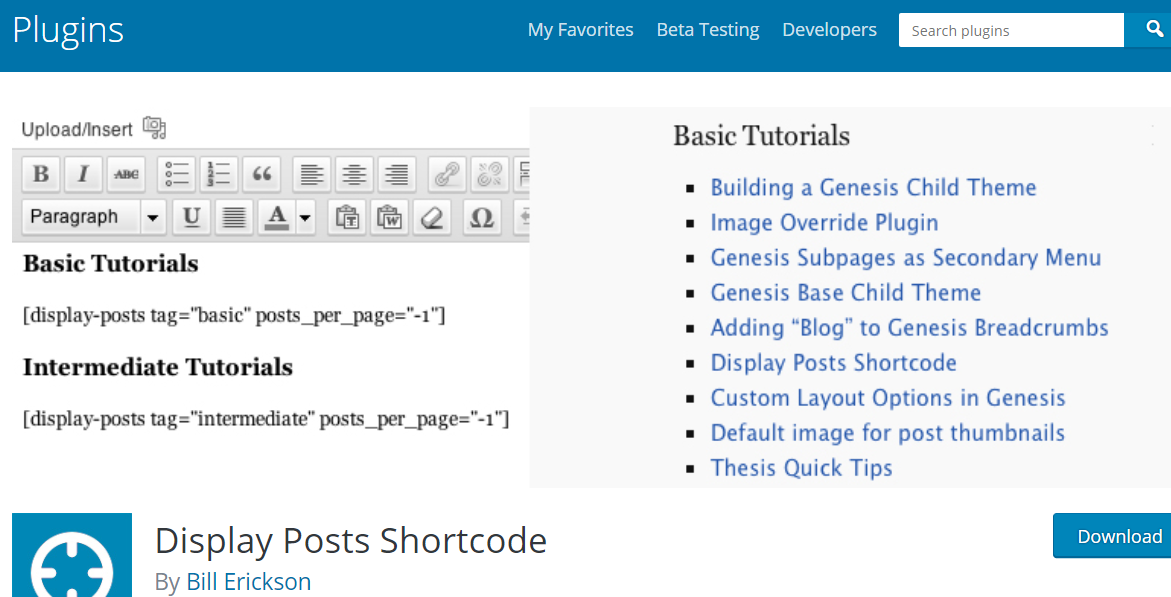 Plugins
My Favorites
Beta Testing
Developers
Search plugins
Upload/Insert
B I ABC “
Paragraph U A T W Ω
Basic Tutorials
[display-posts tag="basic" posts_per_page="-1"]
Intermediate Tutorials
[display-posts tag="intermediate" posts_per_page="-1"]
Basic Tutorials
Building a Genesis Child Theme
Image Override Plugin
Genesis Subpages as Secondary Menu
Genesis Base Child Theme
Adding “Blog” to Genesis Breadcrumbs
Display Posts Shortcode
Custom Layout Options in Genesis
Default image for post thumbnails
Thesis Quick Tips
Display Posts Shortcode
By Bill Erickson
Download